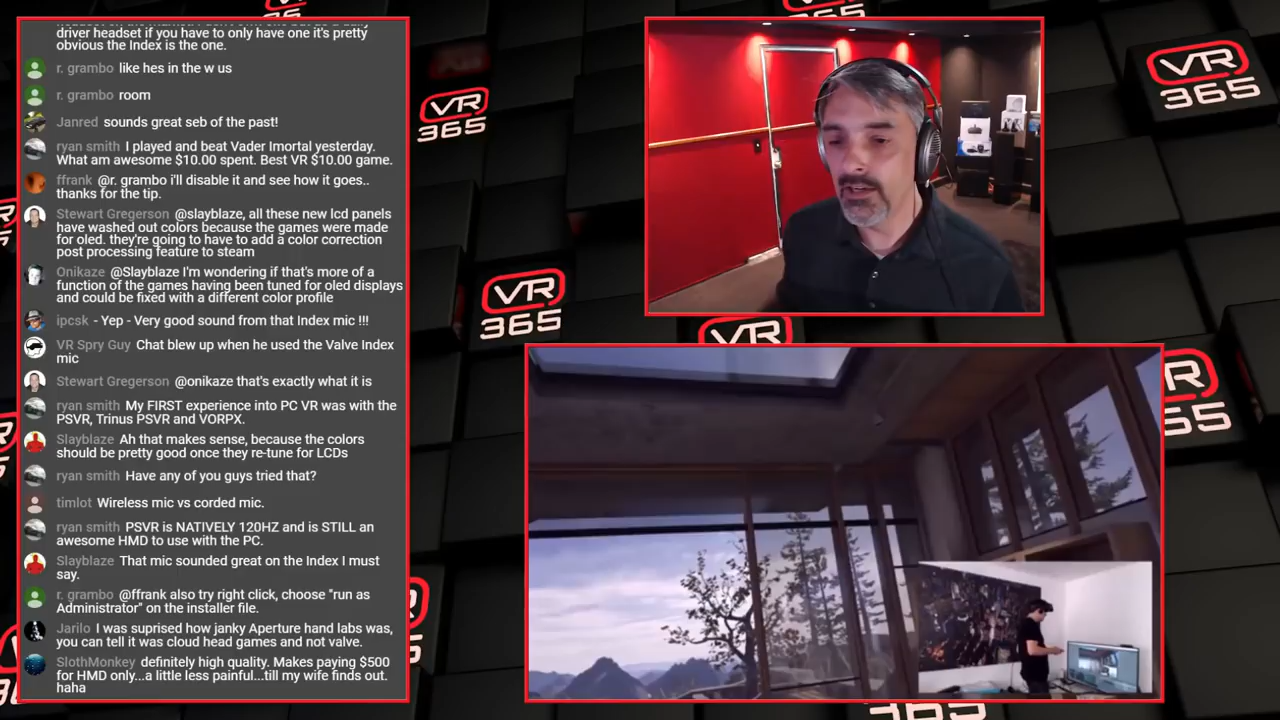 driver headset if you have to only have one it's pretty
obvious the Index is the one.
r. grambo like hes in the w us
r. grambo room
Janred sounds great seb of the past!
ryan smith I played and beat Vader Imortal yesterday.
What am awesome $10.00 spent. Best VR $10.00 game.
ffrank @r. grambo i'll disable it and see how it goes..
thanks for the tip.
Stewart Gregerson @slayblaze, all these new lcd panels
have washed out colors because the games were made
for oled. they're going to have to add a color correction
post processing feature to steam
Onikaze @Slayblaze I'm wondering if that's more of a
function of the games having been tuned for oled displays
and could be fixed with a different color profile
ipcsk - Yep - Very good sound from that Index mic !!!
VR Spry Guy Chat blew up when he used the Valve Index
mic
Stewart Gregerson @onikaze that's exactly what it is
ryan smith My FIRST experience into PC VR was with the
PSVR, Trinus PSVR and VORPX.
Slayblaze Ah that makes sense, because the colors
should be pretty good once they re-tune for LCDs
ryan smith Have any of you guys tried that?
timlot Wireless mic vs corded mic.
ryan smith PSVR is NATIVELY 120HZ and is STILL an
awesome HMD to use with the PC.
Slayblaze That mic sounded great on the Index I must
say.
r. grambo @ffrank also try right click, choose "run as
Administrator" on the installer file.
Jarilo I was suprised how janky Aperture hand labs was,
you can tell it was cloud head games and not valve.
SlothMonkey definitely high quality. Makes paying $500
for HMD only...a little less painful...till my wife finds out.
haha
VR
365
VR
365
VR
365
VR
365
365